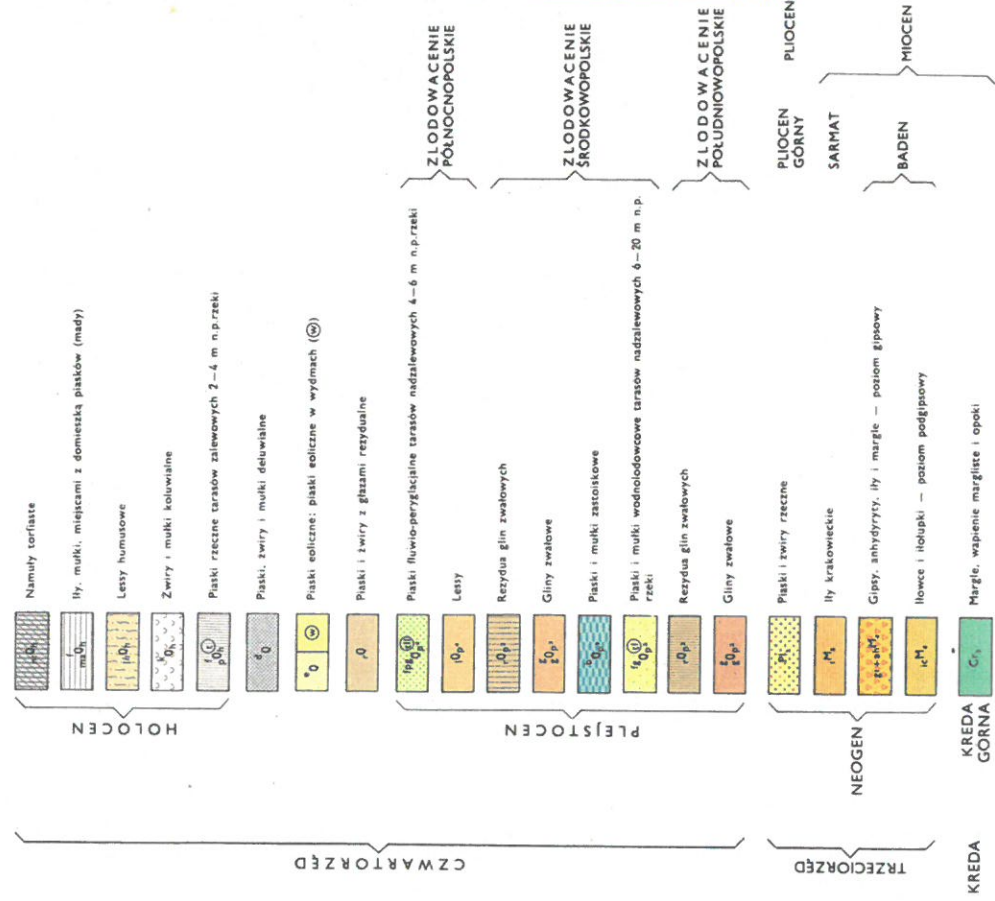 CZWARTORZĘD
HOLOCEN
Namuły torfiaste
Iły, mułki, miejscami z domieszką piasków (mady)
Lessy humusowe
Żwiry i mułki koluwialne
Piaski rzeczne tarasów zalewowych 2–4 m n.p.rzeki
Piaski, żwiry i mułki deluwialne
Piaski eoliczne; piaski eoliczne w wydmach (w)
Piaski i żwiry z głazami rezydualne
PLEJSTOCEN
ZLODOWACENIE
PÓŁNOCNOPOLSKIE
Piaski fluwio-peryglacjalne tarasów nadzalewowych 4–6 m n.p.rzeki
Lessy
ZLODOWACENIE
ŚRODKOWOPOLSKIE
Rezydua glin zwałowych
Gliny zwałowe
Piaski i mułki zastoiskowe
Piaski i mułki wodnolodowcowe tarasów nadzalewowych 6–20 m n.p.
rzeki
ZLODOWACENIE
POŁUDNIOWOPOLSKIE
Rezydua glin zwałowych
Gliny zwałowe
TRZECIORZĘD
NEOGEN
Piaski i żwiry rzeczne
PLIOCEN
GÓRNY
PLIOCEN
Iły krakowieckie
SARMAT
MIOCEN
Gipsy, anhydryty, iły i margle — poziom gipsowy
BADEN
Iłowce i iłołupki — poziom podgipsowy
KREDA
KREDA
GÓRNA
Margle, wapienie margliste i opoki